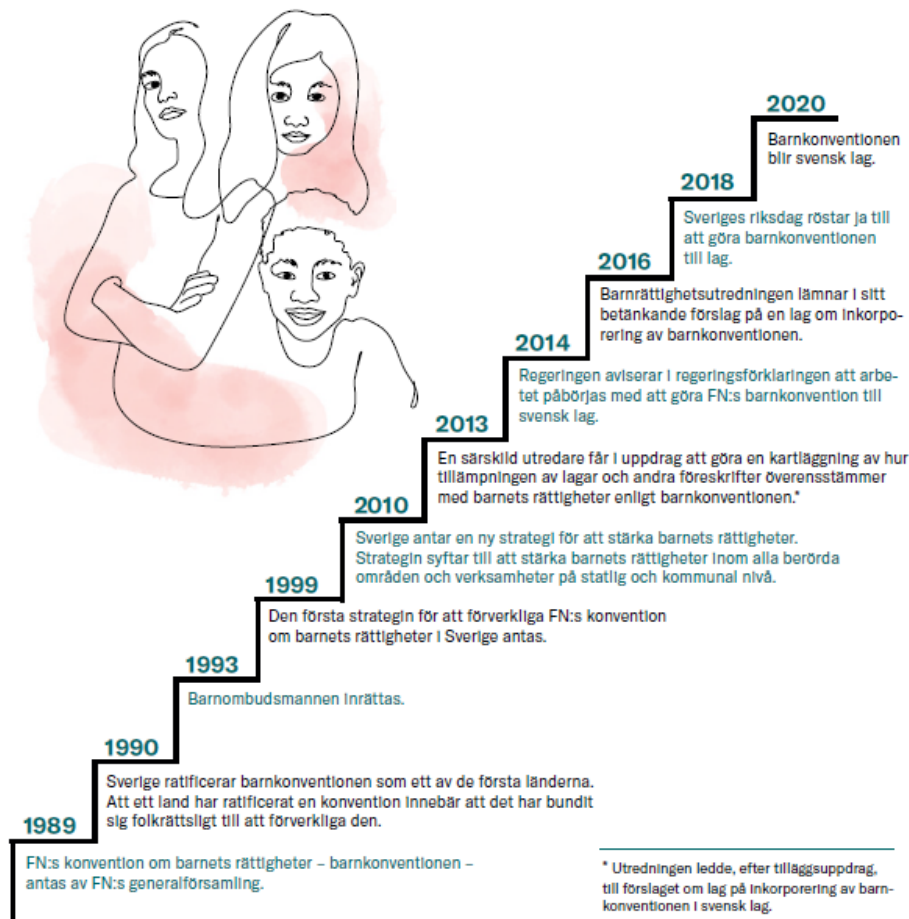 2020
Barnkonventionen
blir svensk lag.
2018
Sveriges riksdag röstar ja till
att göra barnkonventionen
till lag.
2016
Barnrättighetsutredningen lämnar i sitt
betänkande förslag på en lag om inkorpo-
rering av barnkonventionen.
2014
Regeringen aviserar i regeringsförklaringen att arbe-
tet påbörjas med att göra FN:s barnkonvention till
svensk lag.
2013
En särskild utredare får i uppdrag att göra en kartläggning av hur
tillämpningen av lagar och andra föreskrifter överensstämmer
med barnets rättigheter enligt barnkonventionen.*
2010
Sverige antar en ny strategi för att stärka barnets rättigheter.
Strategin syftar till att stärka barnets rättigheter inom alla berörda
områden och verksamheter på statlig och kommunal nivå.
1999
Den första strategin för att förverkliga FN:s konvention
om barnets rättigheter i Sverige antas.
1993
Barnombudsmannen inrättas.
1990
Sverige ratificerar barnkonventionen som ett av de första länderna.
Att ett land har ratificerat en konvention innebär att det har bundit
sig folkrättsligt till att förverkliga den.
1989
FN:s konvention om barnets rättigheter – barnkonventionen –
antas av FN:s generalförsamling.
* Utredningen ledde, efter tilläggsuppdrag,
till förslaget om lag på inkorporering av barn-
konventionen i svensk lag.